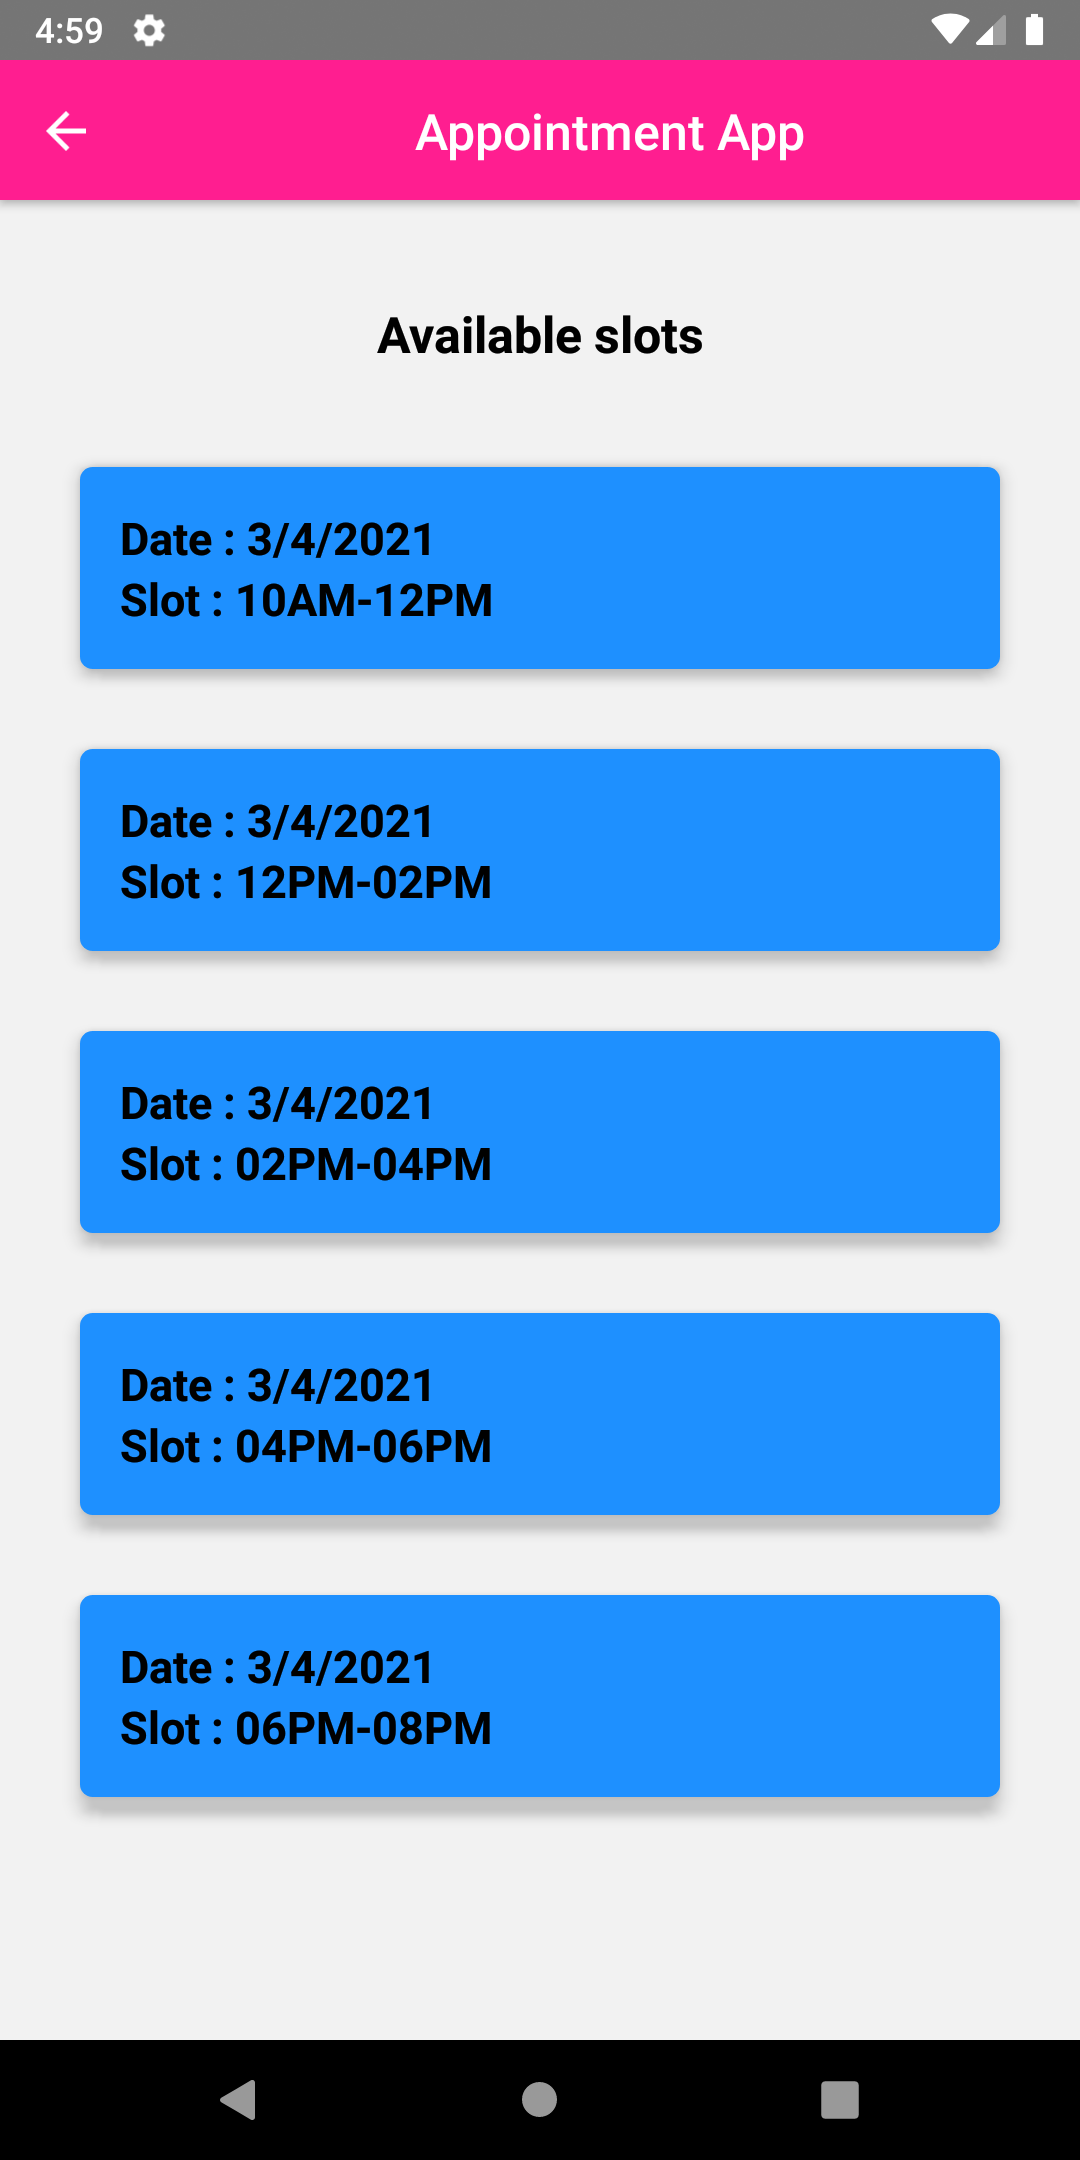 4:59
Appointment App
Available slots
Date : 3/4/2021
Slot : 10AM-12PM
Date : 3/4/2021
Slot : 12PM-02PM
Date : 3/4/2021
Slot : 02PM-04PM
Date : 3/4/2021
Slot : 04PM-06PM
Date : 3/4/2021
Slot : 06PM-08PM